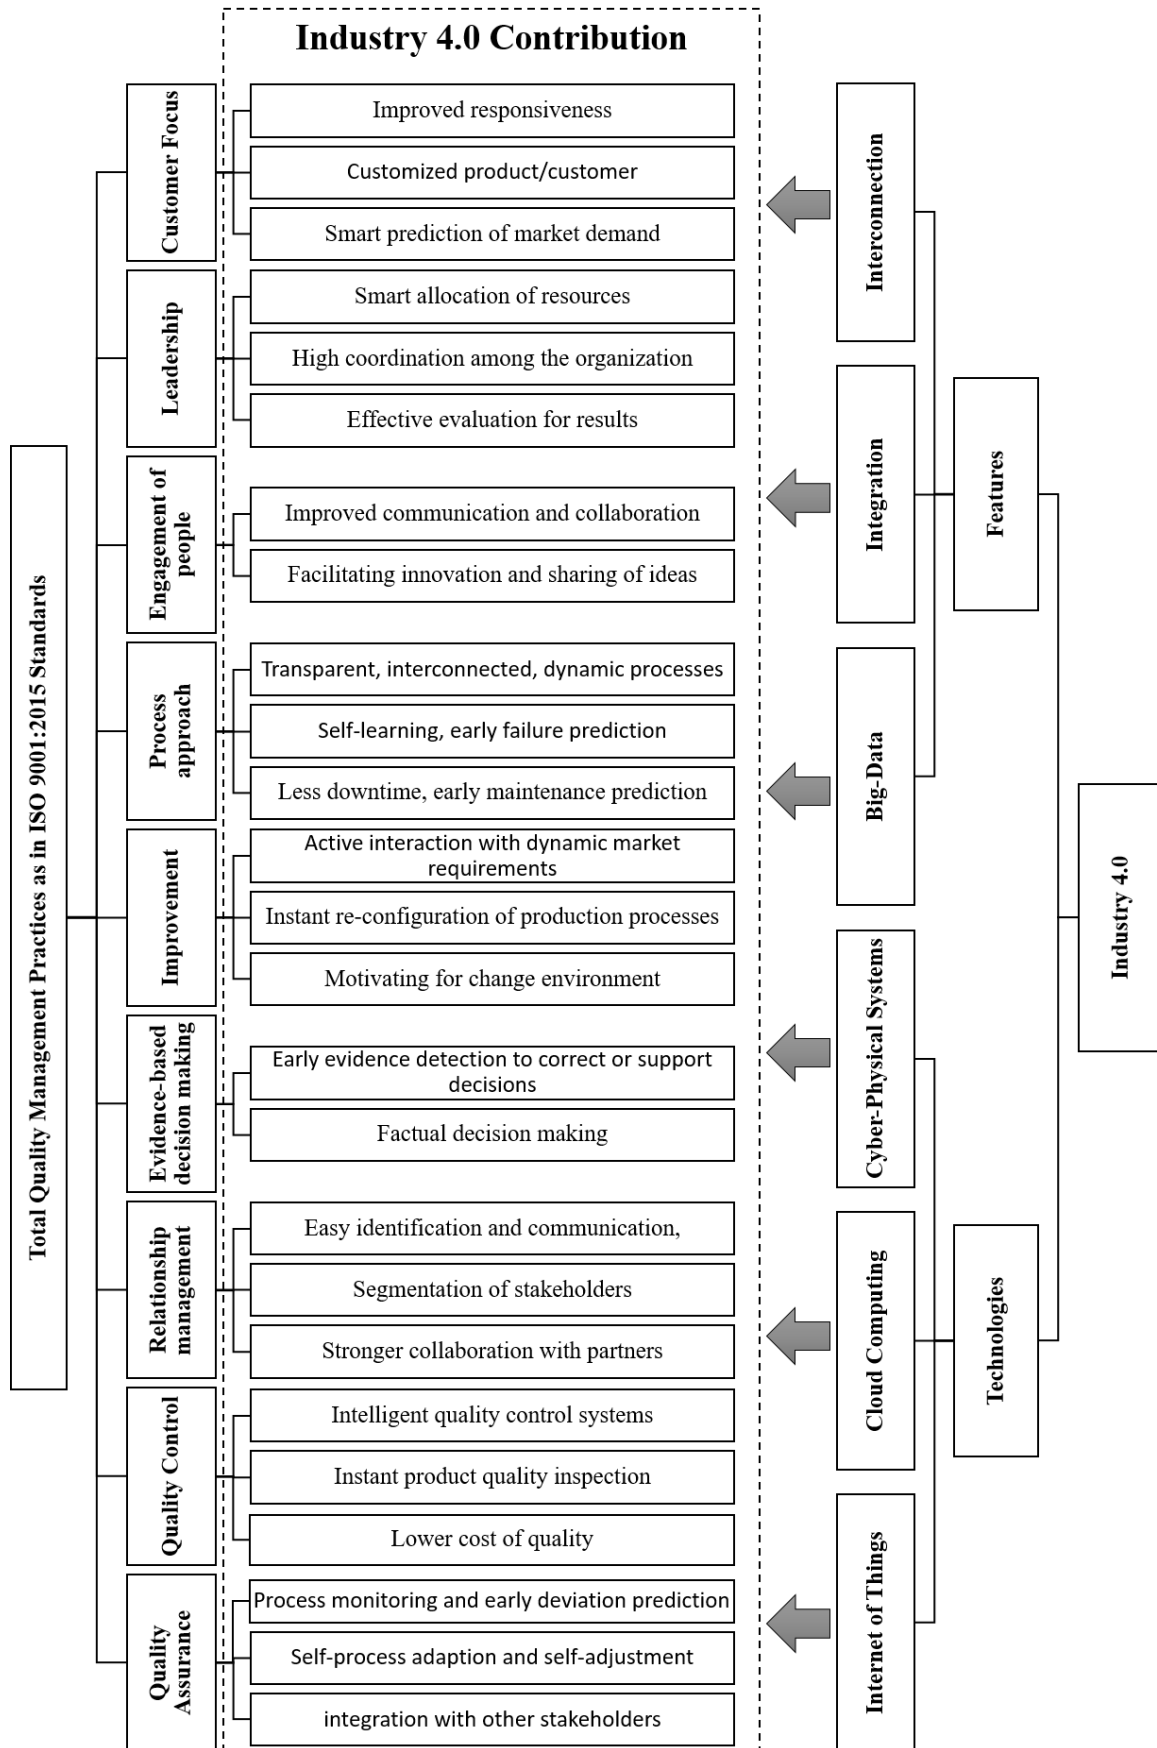 Industry 4.0 Contribution
Total Quality Management Practices as in ISO 9001:2015 Standards
Customer Focus
Improved responsiveness
Customized product/customer
Smart prediction of market demand
Leadership
Smart allocation of resources
High coordination among the organization
Effective evaluation for results
Engagement of
people
Improved communication and collaboration
Facilitating innovation and sharing of ideas
Process
approach
Transparent, interconnected, dynamic processes
Self-learning, early failure prediction
Less downtime, early maintenance prediction
Improvement
Active interaction with dynamic market
requirements
Instant re-configuration of production processes
Motivating for change environment
Evidence-based
decision making
Early evidence detection to correct or support
decisions
Factual decision making
Relationship
management
Easy identification and communication,
Segmentation of stakeholders
Stronger collaboration with partners
Quality Control
Intelligent quality control systems
Instant product quality inspection
Lower cost of quality
Quality
Assurance
Process monitoring and early deviation prediction
Self-process adaption and self-adjustment
integration with other stakeholders
Interconnection
Integration
Big-Data
Cyber-Physical Systems
Cloud Computing
Internet of Things
Features
Technologies
Industry 4.0